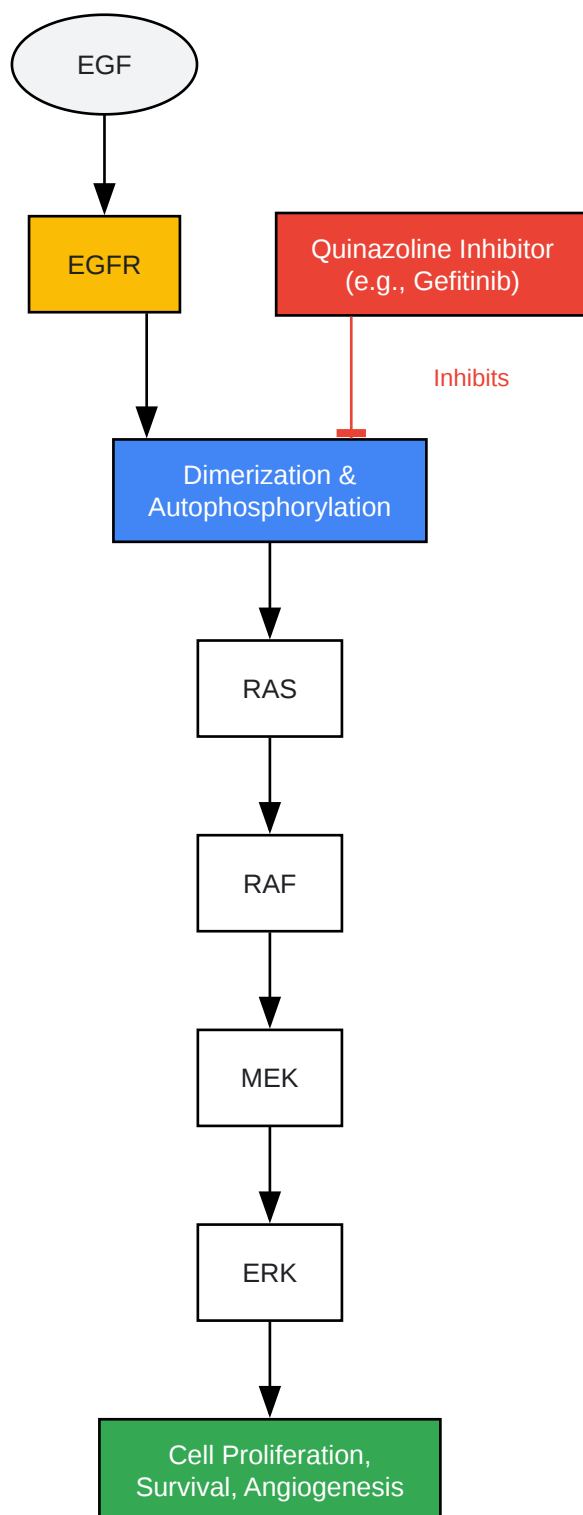 EGF
EGFR
Quinazoline Inhibitor
(e.g., Gefitinib)
Inhibits
Dimerization &
Autophosphorylation
RAS
RAF
MEK
ERK
Cell Proliferation,
Survival, Angiogenesis